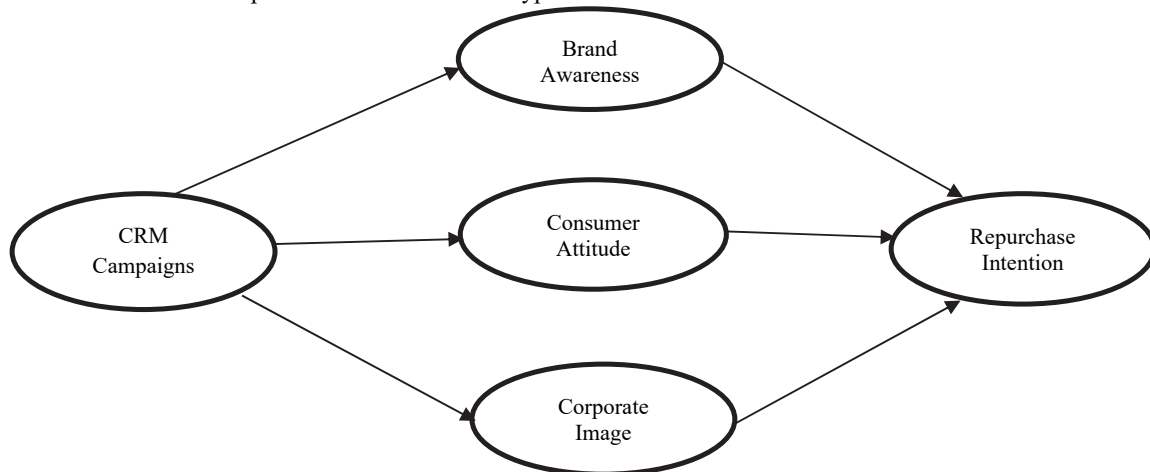 Brand
Awareness
CRM
Campaigns
Consumer
Attitude
Repurchase
Intention
Corporate
Image